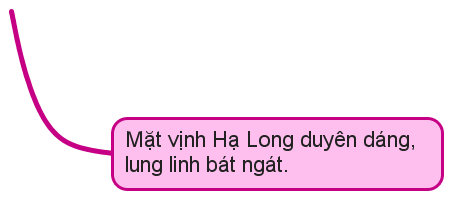 Mặt vịnh Hạ Long duyên dáng,
lung linh bát ngát.